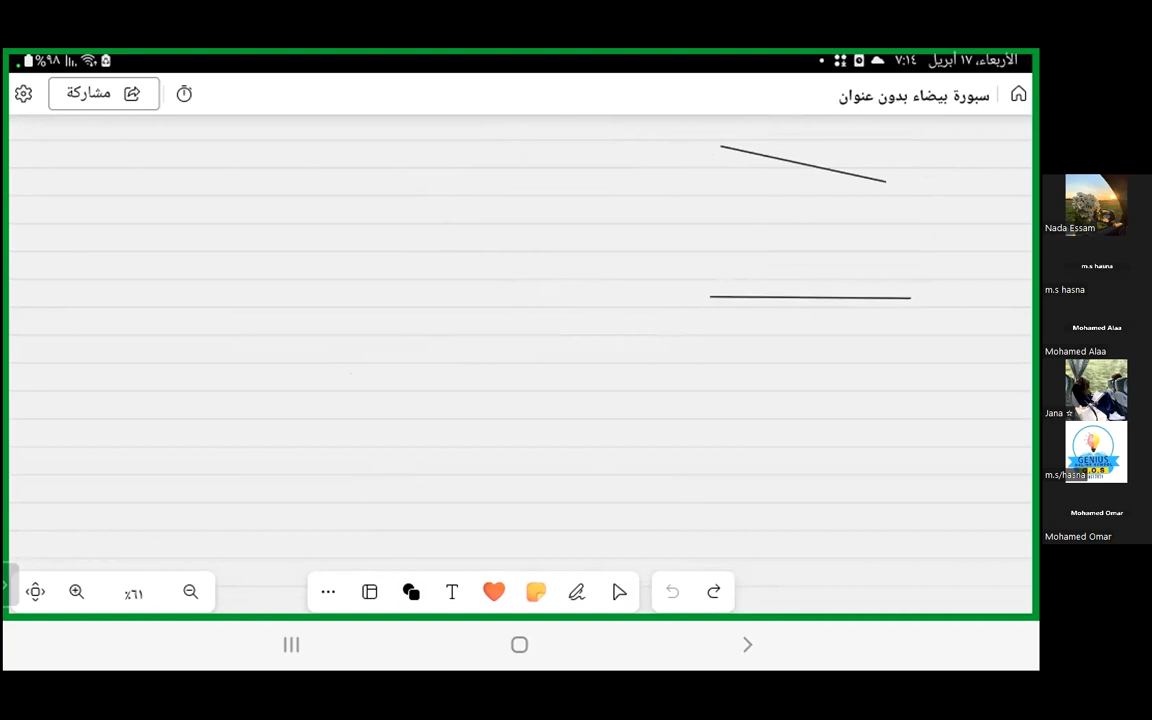 الأربعاء، ١٧ أبريل ٧:١٤
%٩٨
سبورة بيضاء بدون عنوان
مشاركة
Nada Essam
m.s hasna
m.s hasna
Mohamed Alaa
Mohamed Alaa
Jana ☆
GENIUS
m.s/hasna
Mohamed Omar
Mohamed Omar
٪٦١
T